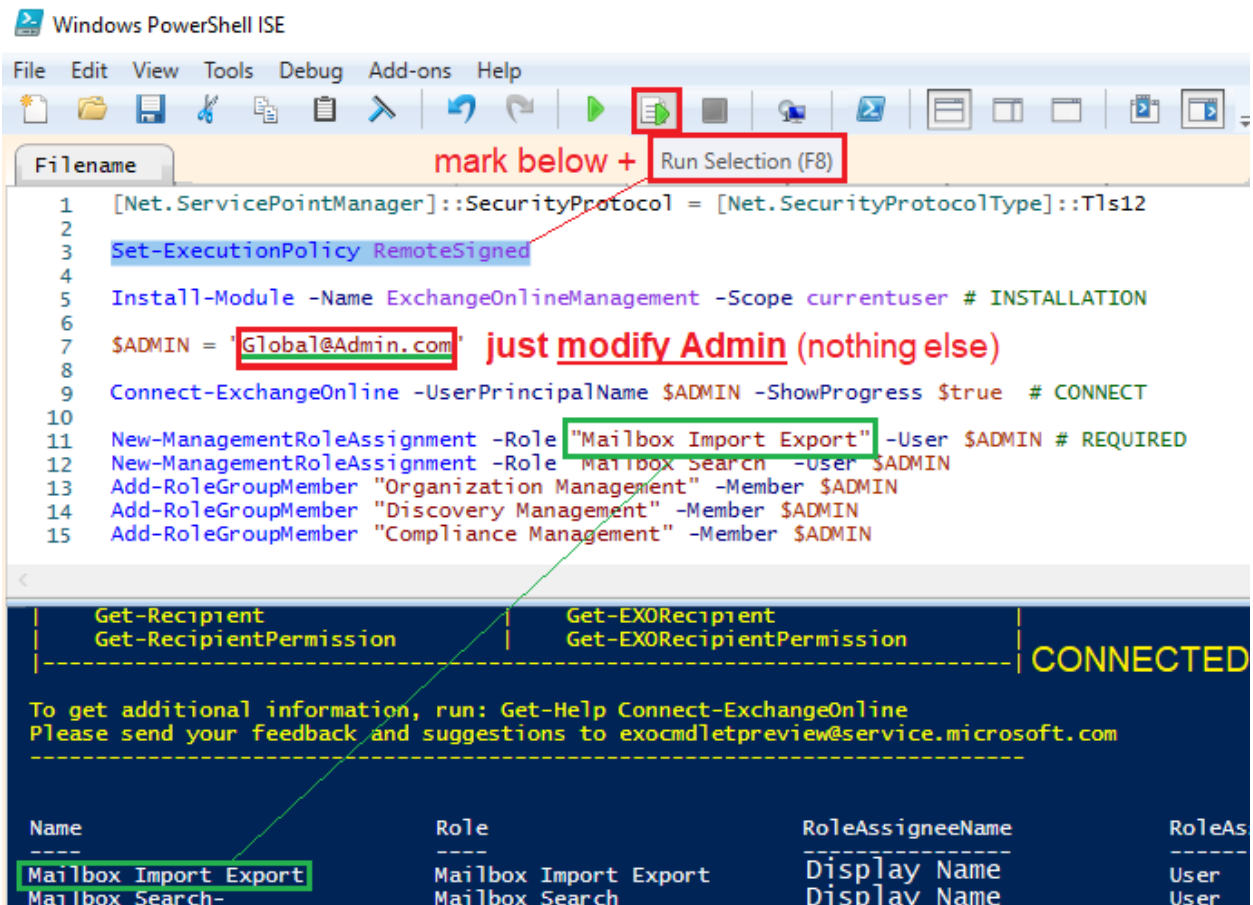 Windows PowerShell ISE
File Edit View Tools Debug Add-ons Help
Filename
mark below + Run Selection (F8)
1 [Net.ServicePointManager]::SecurityProtocol = [Net.SecurityProtocolType]::Tls12
2
3 Set-ExecutionPolicy RemoteSigned
4
5 Install-Module -Name ExchangeOnlineManagement -Scope currentuser # INSTALLATION
6
7 $ADMIN = 'Global@Admin.com' just modify Admin (nothing else)
8
9 Connect-ExchangeOnline -UserPrincipalName $ADMIN -ShowProgress $true # CONNECT
10
11 New-ManagementRoleAssignment -Role "Mailbox Import Export" -User $ADMIN # REQUIRED
12 New-ManagementRoleAssignment -Role "Mailbox Search" -User $ADMIN
13 Add-RoleGroupMember "Organization Management" -Member $ADMIN
14 Add-RoleGroupMember "Discovery Management" -Member $ADMIN
15 Add-RoleGroupMember "Compliance Management" -Member $ADMIN
| Get-Recipient | Get-EXORecipient |
| Get-RecipientPermission | Get-EXORecipientPermission |
|--------------------------------------------------------------------------| CONNECTED
To get additional information, run: Get-Help Connect-ExchangeOnline
Please send your feedback and suggestions to exocmdletpreview@service.microsoft.com
----------------------------------------------------------------------------
Name Role RoleAssigneeName RoleAs
---- ---- ---------------- ------
Mailbox Import Export Mailbox Import Export Display Name User
Mailbox Search- Mailbox Search Display Name User